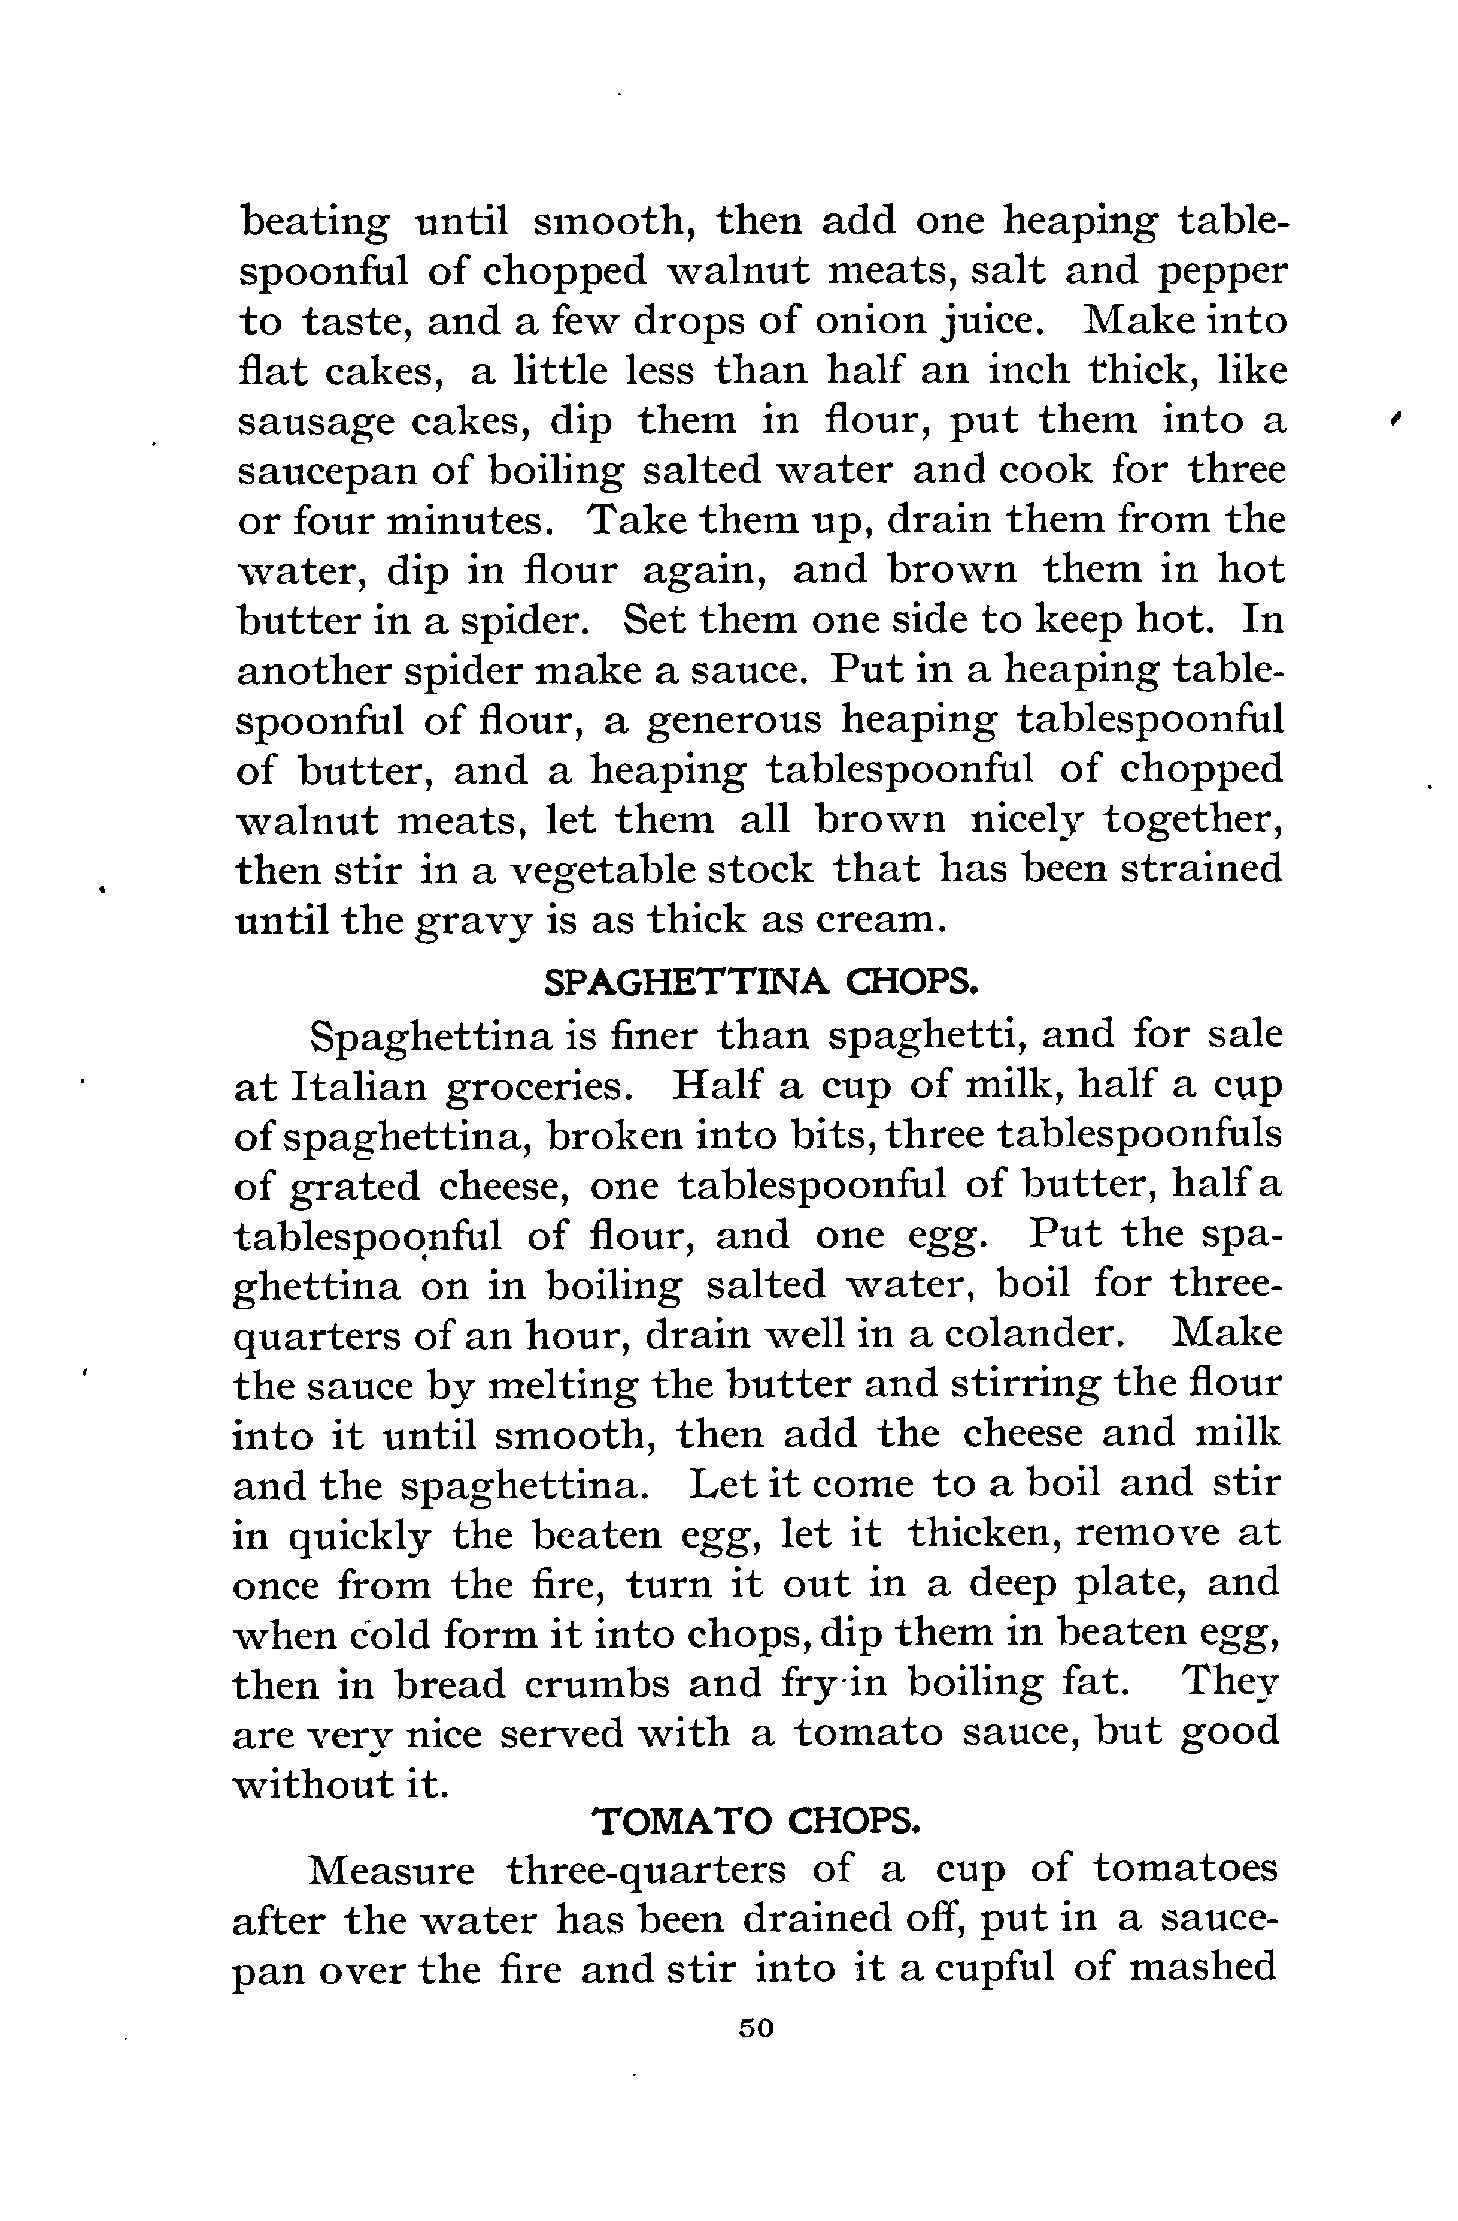 beating until smooth, then add one heaping table-
spoonful of chopped walnut meats, salt and pepper
to taste, and a few drops of onion juice. Make into
flat cakes, a little less than half an inch thick, like
sausage cakes, dip them in flour, put them into a
saucepan of boiling salted water and cook for three
or four minutes. Take them up, drain them from the
water, dip in flour again, and brown them in hot
butter in a spider. Set them one side to keep hot. In
another spider make a sauce. Put in a heaping table-
spoonful of flour, a generous heaping tablespoonful
of butter, and a heaping tablespoonful of chopped
walnut meats, let them all brown nicely together,
then stir in a vegetable stock that has been strained
until the gravy is as thick as cream.
SPAGHETTINA CHOPS.
Spaghettina is finer than spaghetti, and for sale
at Italian groceries. Half a cup of milk, half a cup
of spaghettina, broken into bits, three tablespoonfuls
of grated cheese, one tablespoonful of butter, half a
tablespoonful of flour, and one egg. Put the spa-
ghettina on in boiling salted water, boil for three-
quarters of an hour, drain well in a colander. Make
the sauce by melting the butter and stirring the flour
into it until smooth, then add the cheese and milk
and the spaghettina. Let it come to a boil and stir
in quickly the beaten egg, let it thicken, remove at
once from the fire, turn it out in a deep plate, and
when cold form it into chops, dip them in beaten egg,
then in bread crumbs and fry in boiling fat. They
are very nice served with a tomato sauce, but good
without it.
TOMATO CHOPS.
Measure three-quarters of a cup of tomatoes
after the water has been drained off, put in a sauce-
pan over the fire and stir into it a cupful of mashed
50